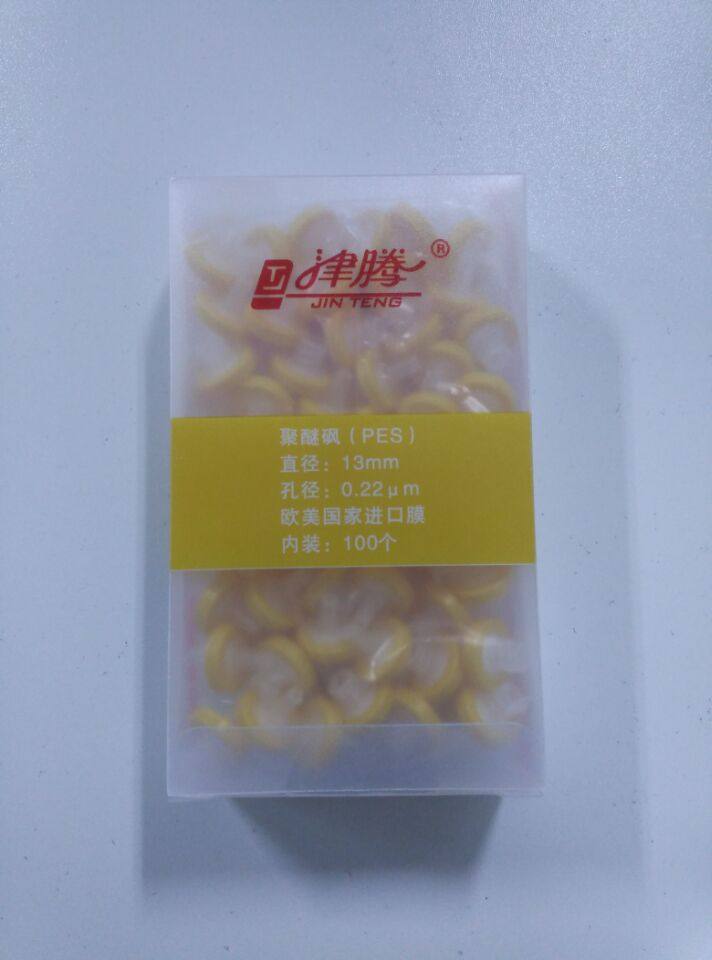 津腾®
JIN TENG
聚醚砜(PES)
直径：13mm
孔径：0.22μm
欧美国家进口膜
内装：100个